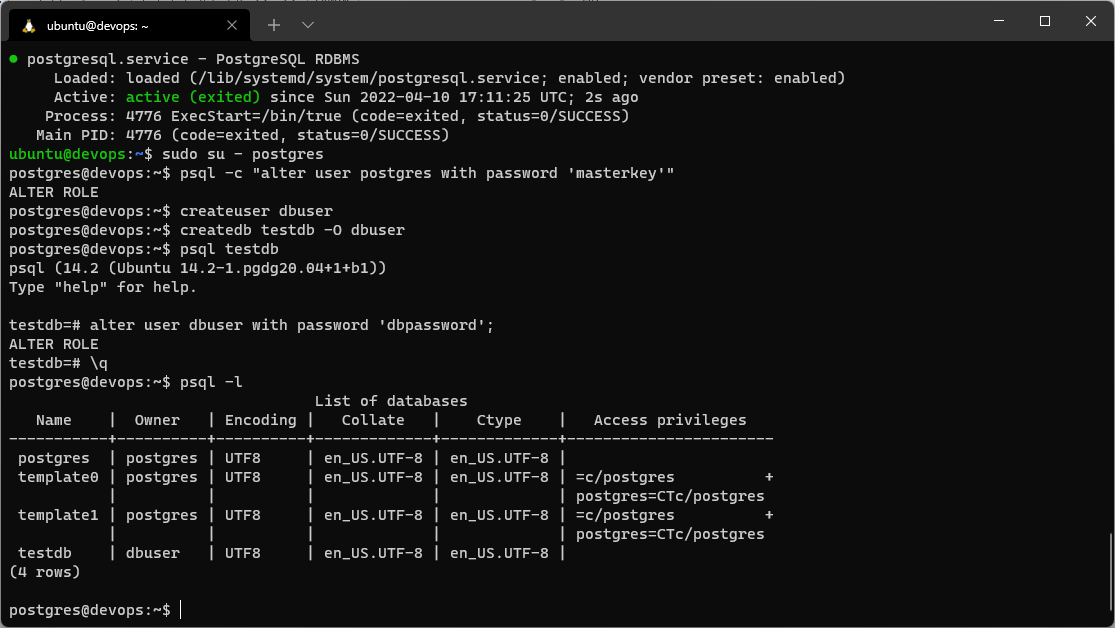 ubuntu@devops: ~
● postgresql.service - PostgreSQL RDBMS
     Loaded: loaded (/lib/systemd/system/postgresql.service; enabled; vendor preset: enabled)
     Active: active (exited) since Sun 2022-04-10 17:11:25 UTC; 2s ago
    Process: 4776 ExecStart=/bin/true (code=exited, status=0/SUCCESS)
   Main PID: 4776 (code=exited, status=0/SUCCESS)
ubuntu@devops:~$ sudo su - postgres
postgres@devops:~$ psql -c "alter user postgres with password 'masterkey'"
ALTER ROLE
postgres@devops:~$ createuser dbuser
postgres@devops:~$ createdb testdb -O dbuser
postgres@devops:~$ psql testdb
psql (14.2 (Ubuntu 14.2-1.pgdg20.04+1+b1))
Type "help" for help.

testdb=# alter user dbuser with password 'dbpassword';
ALTER ROLE
testdb=# \q
postgres@devops:~$ psql -l
                                  List of databases
   Name    |  Owner   | Encoding |   Collate   |    Ctype    |   Access privileges
-----------+----------+----------+-------------+-------------+-----------------------
 postgres  | postgres | UTF8     | en_US.UTF-8 | en_US.UTF-8 |
 template0 | postgres | UTF8     | en_US.UTF-8 | en_US.UTF-8 | =c/postgres          +
           |          |          |             |             | postgres=CTc/postgres
 template1 | postgres | UTF8     | en_US.UTF-8 | en_US.UTF-8 | =c/postgres          +
           |          |          |             |             | postgres=CTc/postgres
 testdb    | dbuser   | UTF8     | en_US.UTF-8 | en_US.UTF-8 |
(4 rows)

postgres@devops:~$